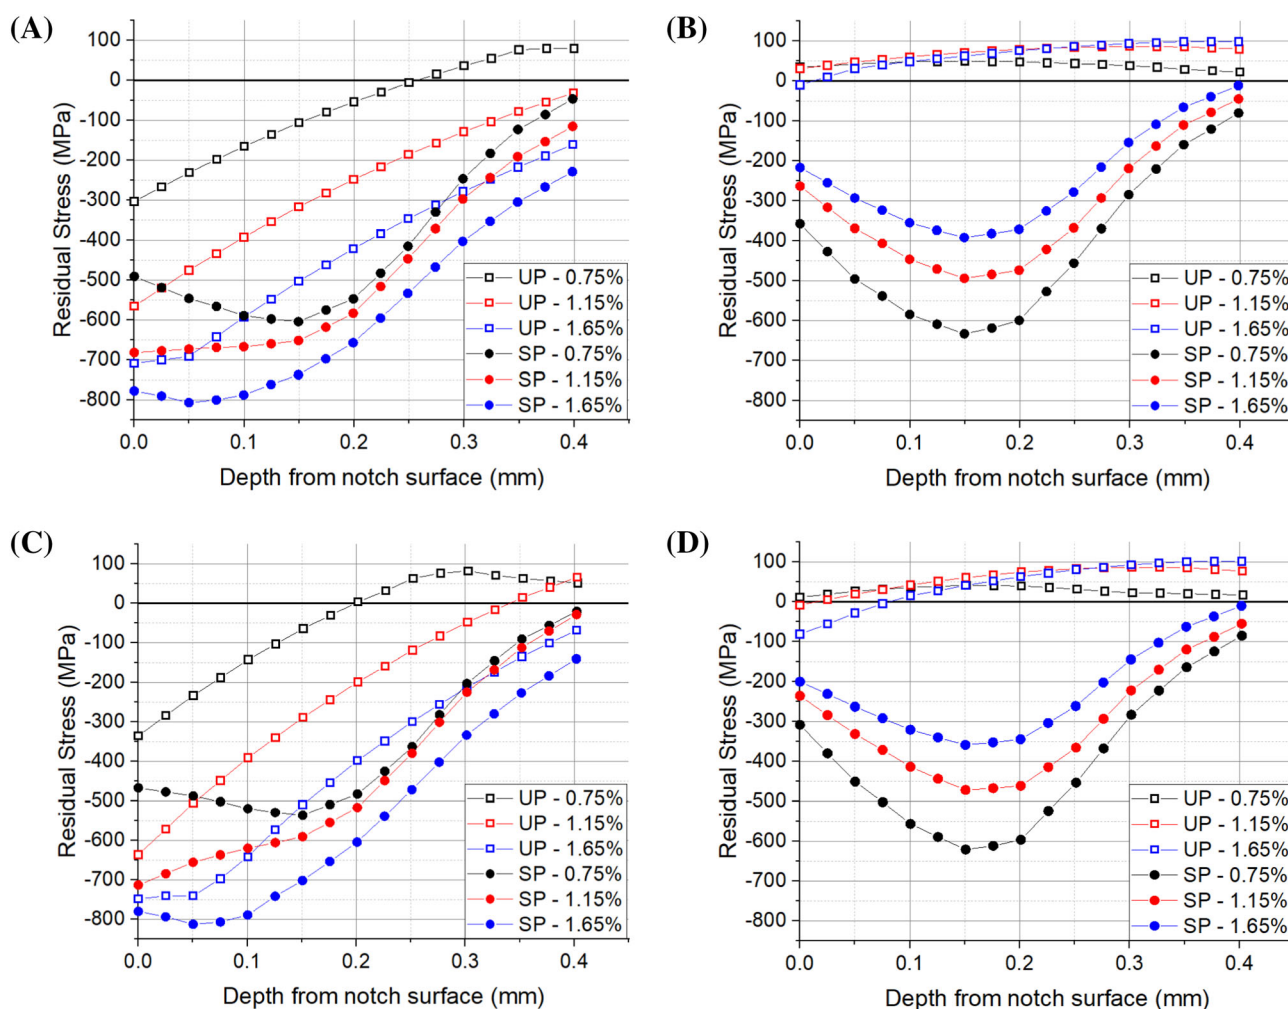 (A)
100
0
-100
-200
-300
-400
-500
-600
-700
-800
Residual Stress (MPa)
UP - 0.75%
UP - 1.15%
UP - 1.65%
SP - 0.75%
SP - 1.15%
SP - 1.65%
0.0 0.1 0.2 0.3 0.4
Depth from notch surface (mm)
(B)
100
0
-100
-200
-300
-400
-500
-600
-700
-800
Residual Stress (MPa)
UP - 0.75%
UP - 1.15%
UP - 1.65%
SP - 0.75%
SP - 1.15%
SP - 1.65%
0.0 0.1 0.2 0.3 0.4
Depth from notch surface (mm)
(C)
100
0
-100
-200
-300
-400
-500
-600
-700
-800
Residual Stress (MPa)
UP - 0.75%
UP - 1.15%
UP - 1.65%
SP - 0.75%
SP - 1.15%
SP - 1.65%
0.0 0.1 0.2 0.3 0.4
Depth from notch surface (mm)
(D)
100
0
-100
-200
-300
-400
-500
-600
-700
-800
Residual Stress (MPa)
UP - 0.75%
UP - 1.15%
UP - 1.65%
SP - 0.75%
SP - 1.15%
SP - 1.65%
0.0 0.1 0.2 0.3 0.4
Depth from notch surface (mm)